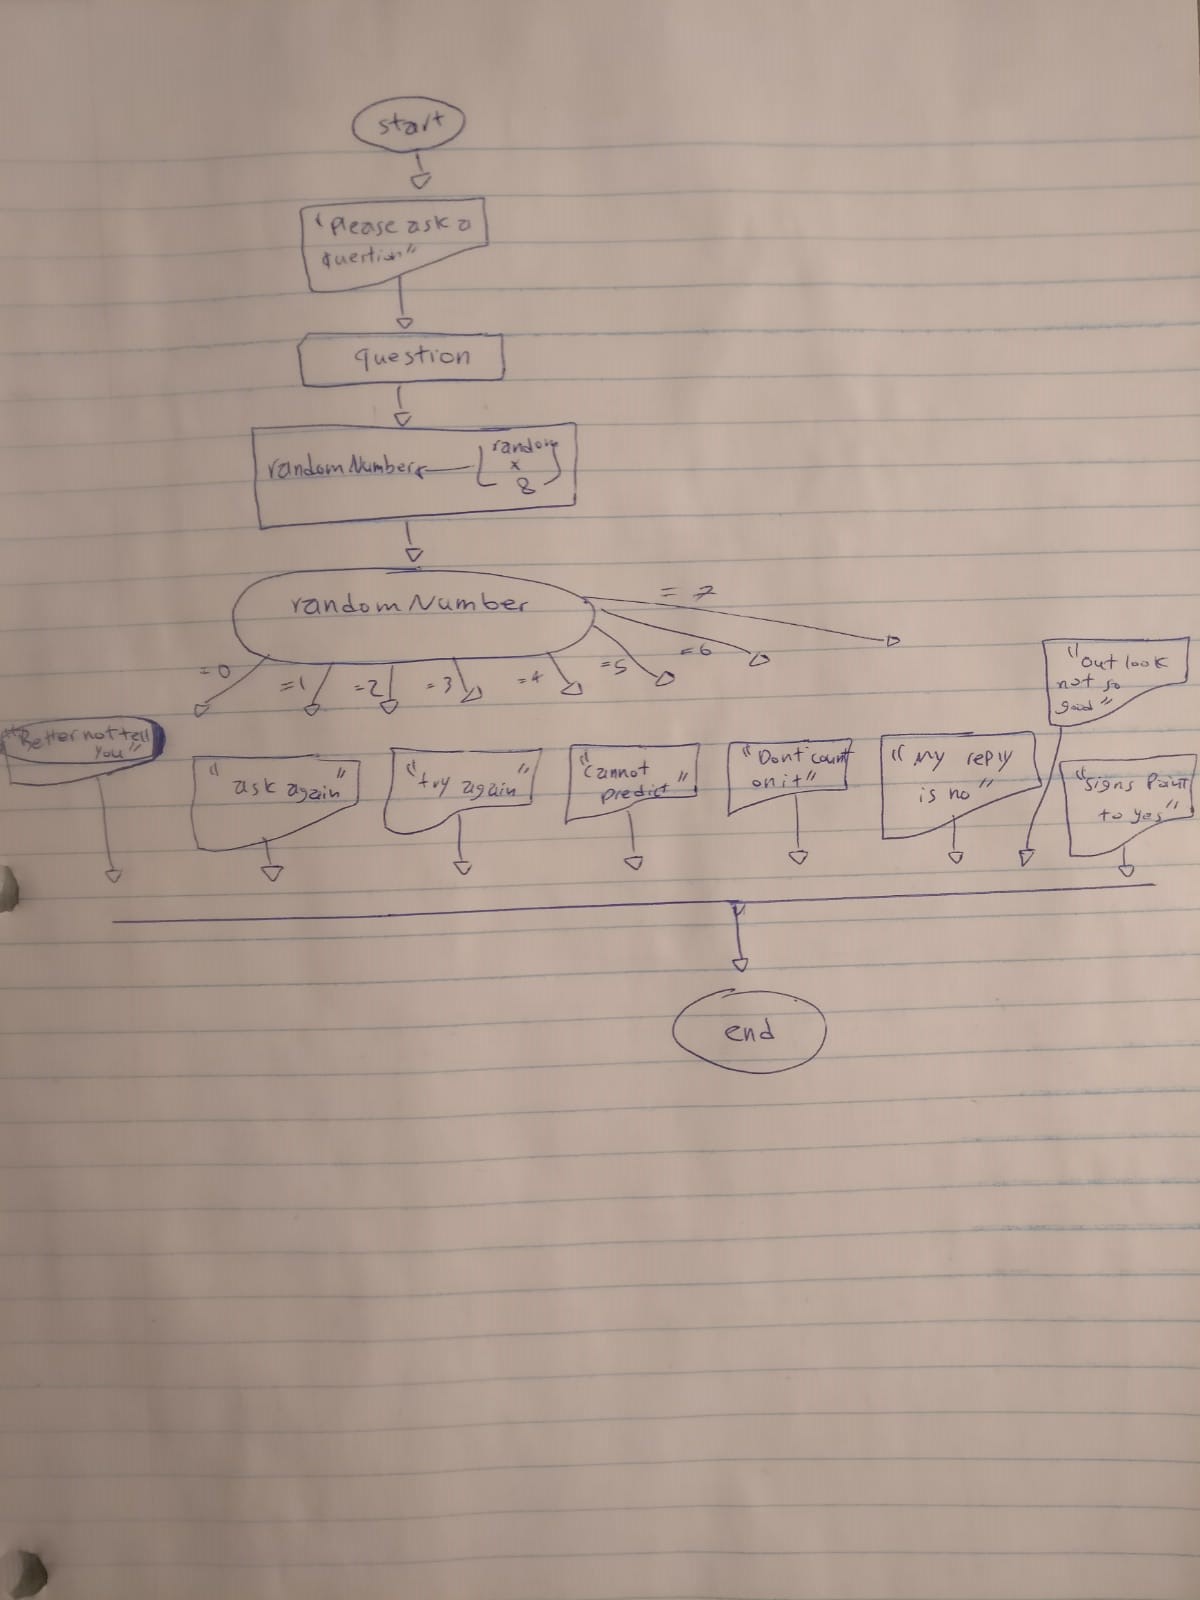 start
"Please ask a
question"
question
randomNumber ← ⌊random
×
8⌋
randomNumber
=0
=1
=2
=3
=4
=5
=6
=7
"Better not tell
you"
"ask again"
"try again"
"Cannot
predict"
"Dont count
on it"
"My reply
is no"
"Out look
not so
good"
"Signs Point
to yes"
end